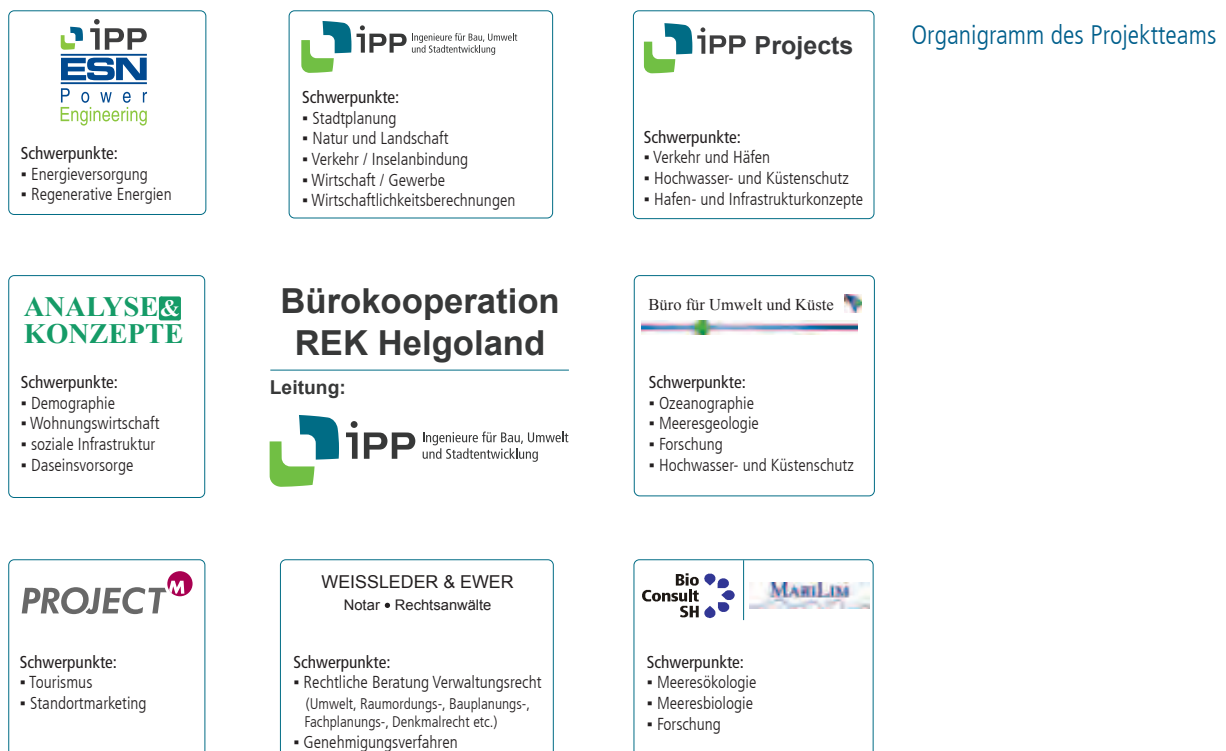 Organigramm des Projektteams
iPP
ESN
Power
Engineering
Schwerpunkte:
▪ Energieversorgung
▪ Regenerative Energien
iPP Ingenieure für Bau, Umwelt
und Stadtentwicklung
Schwerpunkte:
▪ Stadtplanung
▪ Natur und Landschaft
▪ Verkehr / Inselanbindung
▪ Wirtschaft / Gewerbe
▪ Wirtschaftlichkeitsberechnungen
iPP Projects
Schwerpunkte:
▪ Verkehr und Häfen
▪ Hochwasser- und Küstenschutz
▪ Hafen- und Infrastrukturkonzepte
ANALYSE&
KONZEPTE
Schwerpunkte:
▪ Demographie
▪ Wohnungswirtschaft
▪ soziale Infrastruktur
▪ Daseinsvorsorge
Bürokooperation
REK Helgoland
Leitung:
iPP Ingenieure für Bau, Umwelt
und Stadtentwicklung
Büro für Umwelt und Küste
Schwerpunkte:
▪ Ozeanographie
▪ Meeresgeologie
▪ Forschung
▪ Hochwasser- und Küstenschutz
PROJECT M
Schwerpunkte:
▪ Tourismus
▪ Standortmarketing
WEISSLEDER & EWER
Notar • Rechtsanwälte
Schwerpunkte:
▪ Rechtliche Beratung Verwaltungsrecht
(Umwelt, Raumordungs-, Bauplanungs-,
Fachplanungs-, Denkmalrecht etc.)
▪ Genehmigungsverfahren
Bio
Consult
SH
MARILIM
Schwerpunkte:
▪ Meeresökologie
▪ Meeresbiologie
▪ Forschung